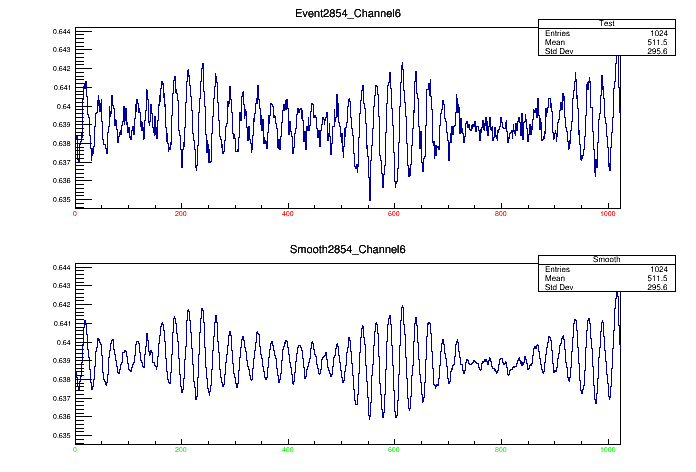 Event2854_Channel6
Test
Entries 1024
Mean 511.5
Std Dev 295.6
0.644
0.643
0.642
0.641
0.64
0.639
0.638
0.637
0.636
0.635
0 200 400 600 800 1000
Smooth2854_Channel6
Smooth
Entries 1024
Mean 511.5
Std Dev 295.6
0.644
0.643
0.642
0.641
0.64
0.639
0.638
0.637
0.636
0.635
0 200 400 600 800 1000